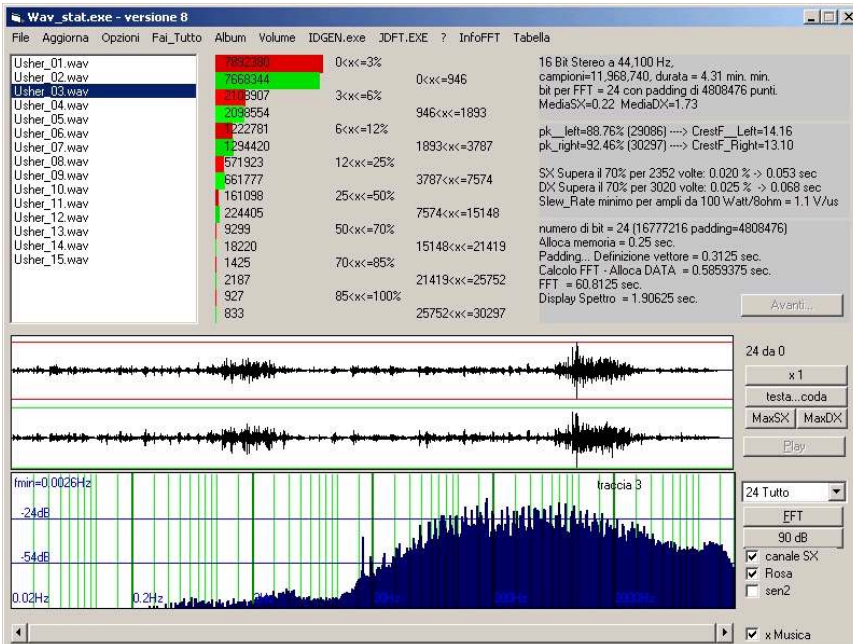 Wav_stat.exe - versione 8
File Aggiorna Opzioni Fai_Tutto Album Volume IDGEN.exe JDFT.EXE ? InfoFFT Tabella
Usher_01.wav
Usher_02.wav
Usher_03.wav
Usher_04.wav
Usher_05.wav
Usher_06.wav
Usher_07.wav
Usher_08.wav
Usher_09.wav
Usher_10.wav
Usher_11.wav
Usher_12.wav
Usher_13.wav
Usher_14.wav
Usher_15.wav
7892380 0<x<=3%
7668344 0<x<=946
2108907 3<x<=6%
2098554 946<x<=1893
1222781 6<x<=12%
1294420 1893<x<=3787
571923 12<x<=25%
661777 3787<x<=7574
161098 25<x<=50%
224405 7574<x<=15148
9299 50<x<=70%
18220 15148<x<=21419
1425 70<x<=85%
2187 21419<x<=25752
927 85<x<=100%
833 25752<x<=30297
16 Bit Stereo a 44,100 Hz,
campioni=11,968,740, durata = 4.31 min. min.
bit per FFT = 24 con padding di 4808476 punti.
MediaSX=0.22 MediaDX=1.73
pk__left=88.76% (29086) ----> CrestF__Left=14.16
pk_right=92.46% (30297) ----> CrestF_Right=13.10
SX Supera il 70% per 2352 volte: 0.020 % -> 0.053 sec
DX Supera il 70% per 3020 volte: 0.025 % -> 0.068 sec
Slew_Rate minimo per ampli da 100 Watt/8ohm = 1.1 V/us
numero di bit = 24 (16777216 padding=4808476)
Alloca memoria = 0.25 sec.
Padding... Definizione vettore = 0.3125 sec.
Calcolo FFT - Alloca DATA = 0.5859375 sec.
FFT = 60.8125 sec.
Display Spettro = 1.90625 sec.
Avanti...
24 da 0
x 1
testa...coda
MaxSX MaxDX
Play
fmin=0.0026Hz
traccia 3
-24dB
-54dB
0.02Hz 0.2Hz 20Hz 200Hz 2000Hz
24 Tutto
FFT
90 dB
canale SX
Rosa
sen2
x Musica